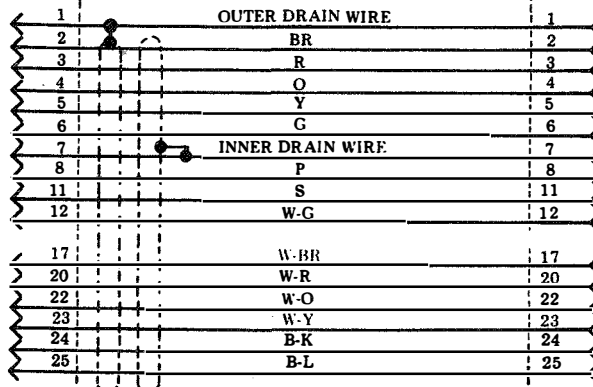 1 OUTER DRAIN WIRE 1
2 BR 2
3 R 3
4 O 4
5 Y 5
6 G 6
7 INNER DRAIN WIRE 7
8 P 8
11 S 11
12 W-G 12
17 W-BR 17
20 W-R 20
22 W-O 22
23 W-Y 23
24 B-K 24
25 B-L 25